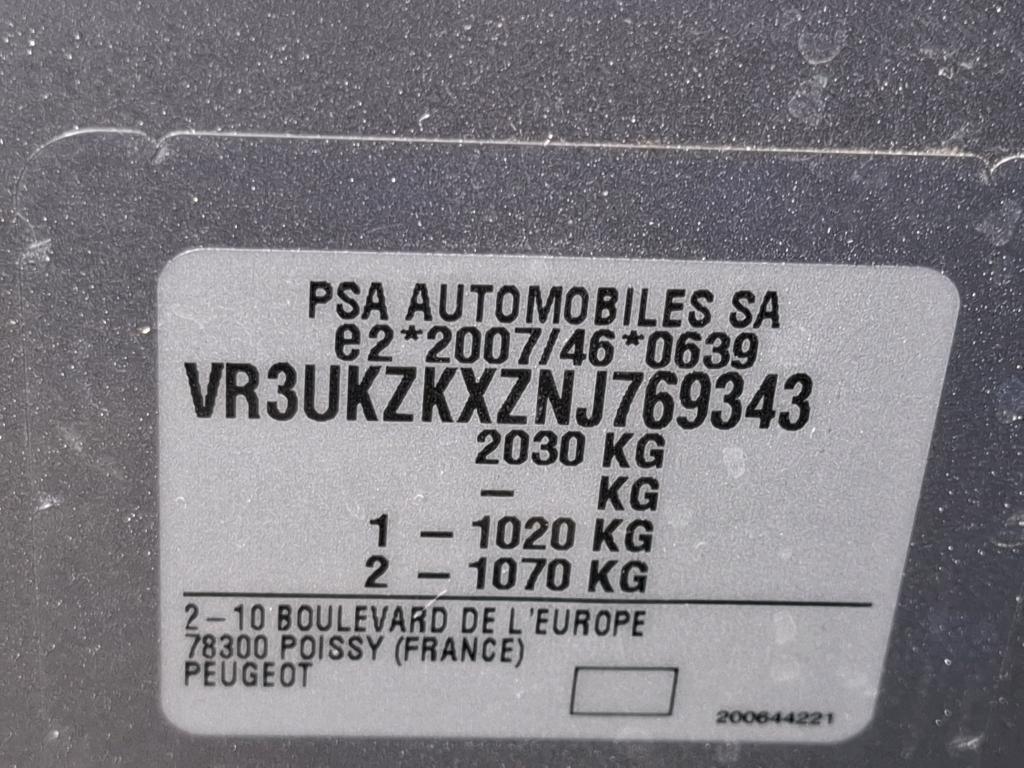 PSA AUTOMOBILES SA
e2*2007/46*0639
VR3UKZKXZNJ769343
2030 KG
– KG
1 – 1020 KG
2 – 1070 KG
2–10 BOULEVARD DE L'EUROPE
78300 POISSY (FRANCE)
PEUGEOT
200644221